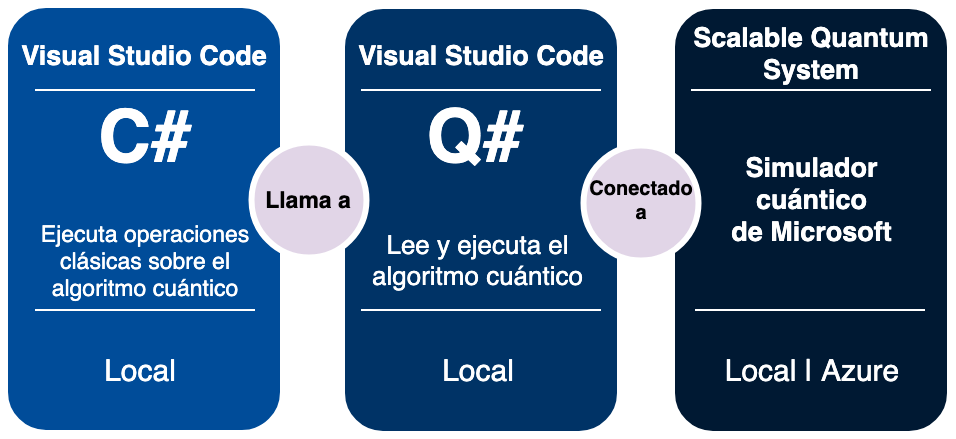 Visual Studio Code
C#
Ejecuta operaciones
clásicas sobre el
algoritmo cuántico
Local
Llama a
Visual Studio Code
Q#
Lee y ejecuta el
algoritmo cuántico
Local
Conectado
a
Scalable Quantum
System
Simulador
cuántico
de Microsoft
Local | Azure